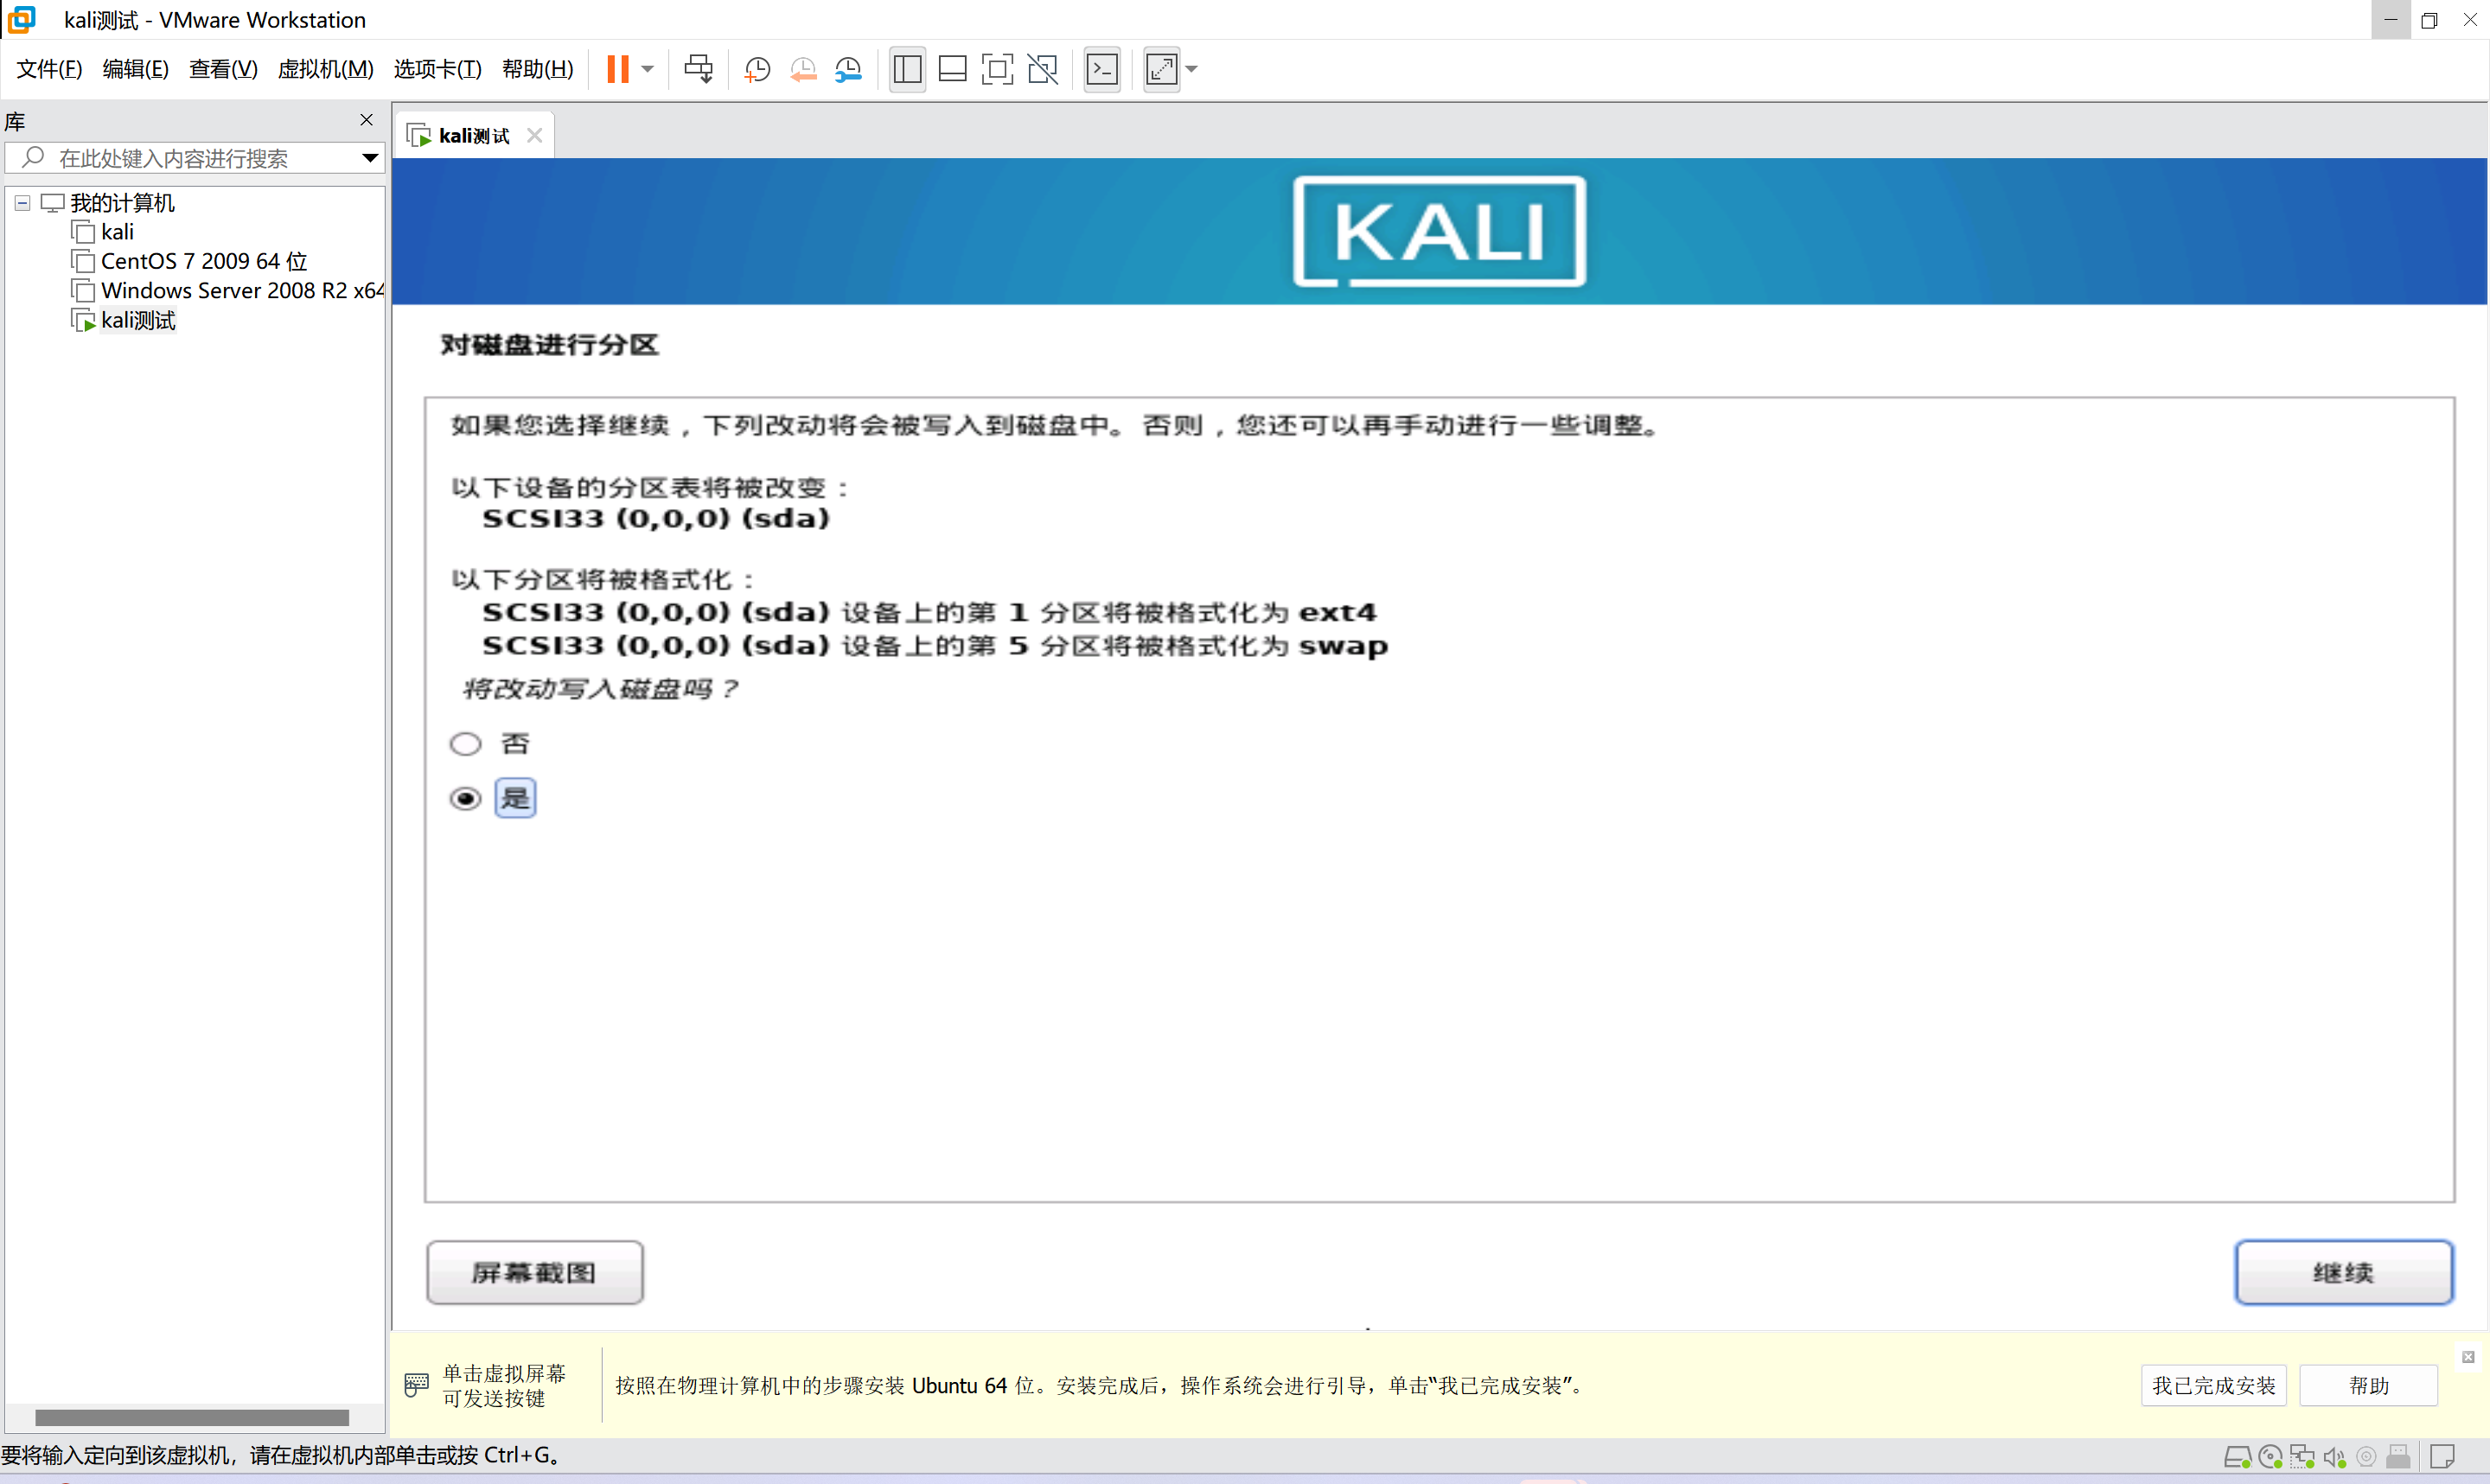 kali测试 - VMware Workstation
文件(F) 编辑(E) 查看(V) 虚拟机(M) 选项卡(T) 帮助(H)
库
在此处键入内容进行搜索
我的计算机
kali
CentOS 7 2009 64 位
Windows Server 2008 R2 x64
kali测试
kali测试
KALI
对磁盘进行分区
如果您选择继续，下列改动将会被写入到磁盘中。否则，您还可以再手动进行一些调整。
以下设备的分区表将被改变：
SCSI33 (0,0,0) (sda)
以下分区将被格式化：
SCSI33 (0,0,0) (sda) 设备上的第 1 分区将被格式化为 ext4
SCSI33 (0,0,0) (sda) 设备上的第 5 分区将被格式化为 swap
将改动写入磁盘吗？
否
是
屏幕截图
继续
单击虚拟屏幕
可发送按键
按照在物理计算机中的步骤安装 Ubuntu 64 位。安装完成后，操作系统会进行引导，单击“我已完成安装”。
我已完成安装
帮助
要将输入定向到该虚拟机，请在虚拟机内部单击或按 Ctrl+G。